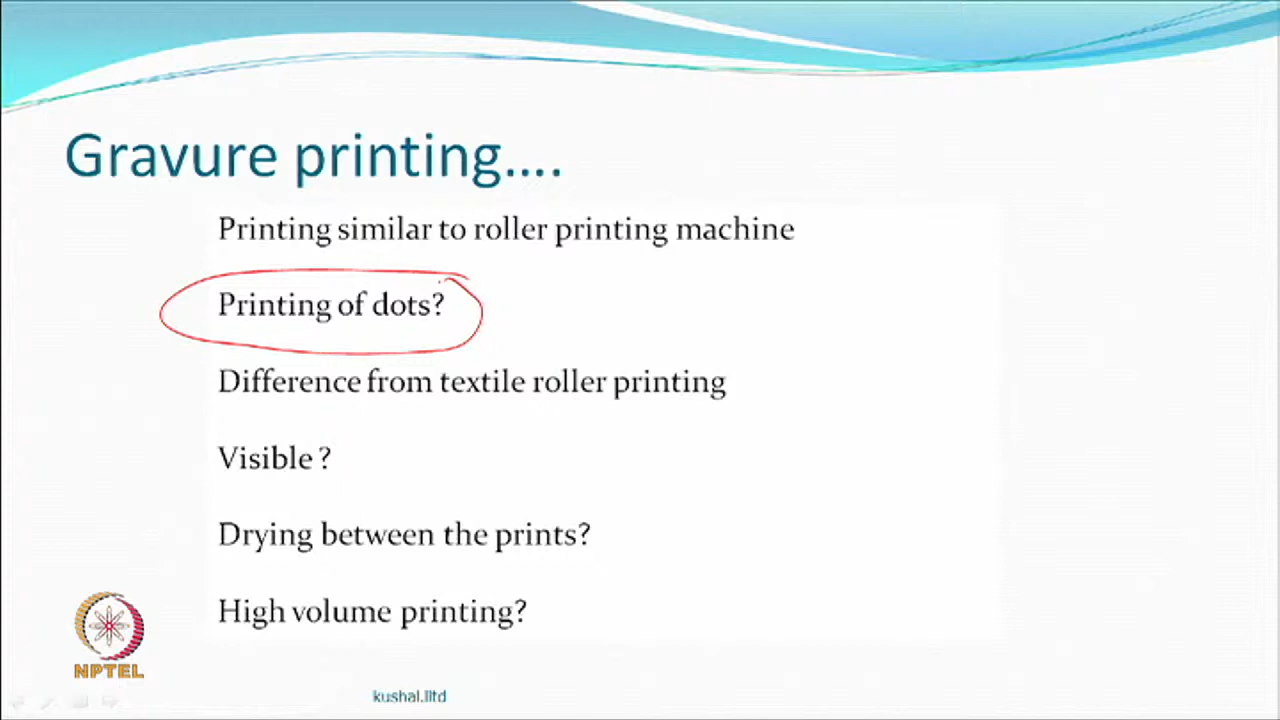 Gravure printing....
Printing similar to roller printing machine
Printing of dots?
Difference from textile roller printing
Visible ?
Drying between the prints?
High volume printing?
NPTEL
kushal.iitd